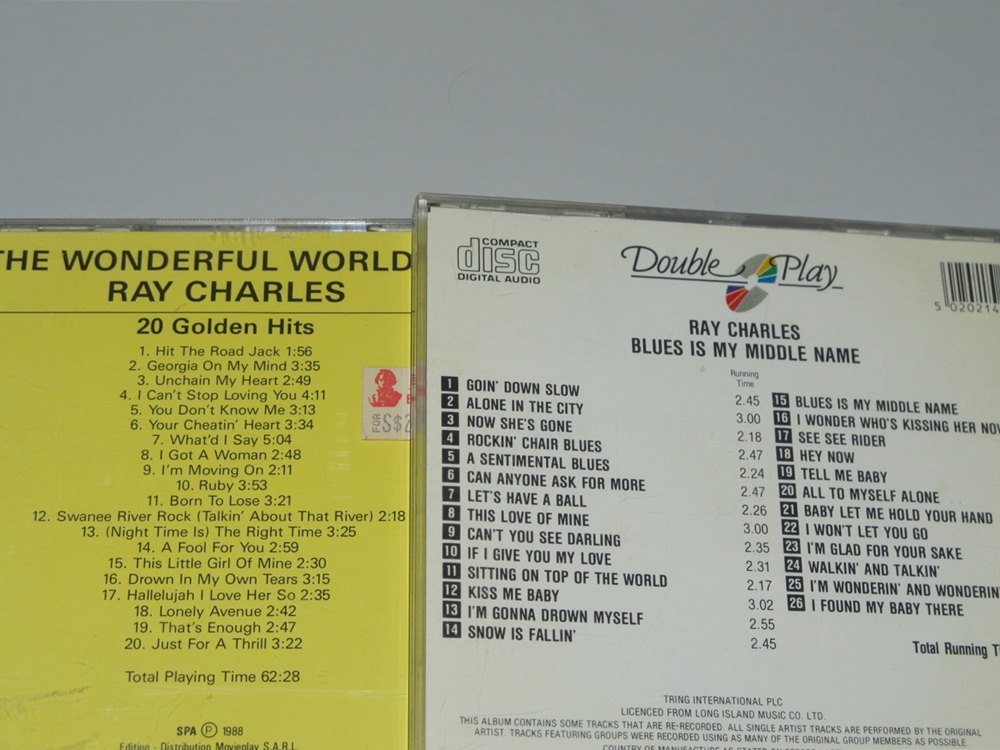 THE WONDERFUL WORLD
RAY CHARLES
20 Golden Hits
1. Hit The Road Jack 1:56
2. Georgia On My Mind 3:35
3. Unchain My Heart 2:49
4. I Can't Stop Loving You 4:11
5. You Don't Know Me 3:13
6. Your Cheatin' Heart 3:34
7. What'd I Say 5:04
8. I Got A Woman 2:48
9. I'm Moving On 2:11
10. Ruby 3:53
11. Born To Lose 3:21
12. Swanee River Rock (Talkin' About That River) 2:18
13. (Night Time Is) The Right Time 3:25
14. A Fool For You 2:59
15. This Little Girl Of Mine 2:30
16. Drown In My Own Tears 3:15
17. Hallelujah I Love Her So 2:35
18. Lonely Avenue 2:42
19. That's Enough 2:47
20. Just For A Thrill 3:22
Total Playing Time 62:28
SPA Ⓟ 1988
Edition - Distribution Movieplay S.A.R.L.
FOR S$2
COMPACT
disc
DIGITAL AUDIO
Double Play
5 020214
RAY CHARLES
BLUES IS MY MIDDLE NAME
Running
Time
1 GOIN' DOWN SLOW 2.45
2 ALONE IN THE CITY 3.00
3 NOW SHE'S GONE 2.18
4 ROCKIN' CHAIR BLUES 2.47
5 A SENTIMENTAL BLUES 2.24
6 CAN ANYONE ASK FOR MORE 2.47
7 LET'S HAVE A BALL 2.26
8 THIS LOVE OF MINE 3.00
9 CAN'T YOU SEE DARLING 2.35
10 IF I GIVE YOU MY LOVE 2.31
11 SITTING ON TOP OF THE WORLD 2.17
12 KISS ME BABY 3.02
13 I'M GONNA DROWN MYSELF 2.55
14 SNOW IS FALLIN' 2.45
15 BLUES IS MY MIDDLE NAME
16 I WONDER WHO'S KISSING HER NOW
17 SEE SEE RIDER
18 HEY NOW
19 TELL ME BABY
20 ALL TO MYSELF ALONE
21 BABY LET ME HOLD YOUR HAND
22 I WON'T LET YOU GO
23 I'M GLAD FOR YOUR SAKE
24 WALKIN' AND TALKIN'
25 I'M WONDERIN' AND WONDERIN
26 I FOUND MY BABY THERE
Total Running T
TRING INTERNATIONAL PLC
LICENCED FROM LONG ISLAND MUSIC CO. LTD.
THIS ALBUM CONTAINS SOME TRACKS THAT ARE RE-RECORDED. ALL SINGLE ARTIST TRACKS ARE PERFORMED BY THE ORIGINAL
ARTIST. TRACKS FEATURING GROUPS WERE RECORDED USING AS MANY OF THE ORIGINAL GROUP MEMBERS AS POSSIBLE
COUNTRY OF MANUFACTURE AS STATED ON